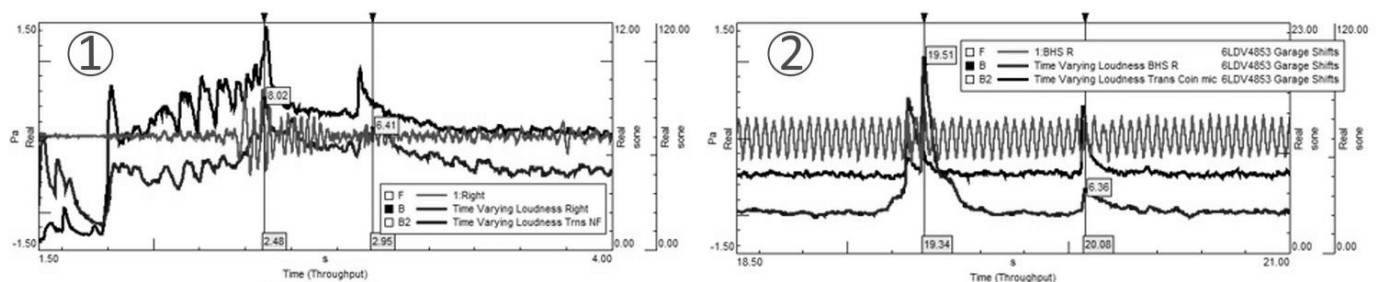 ①
1.50
Pa
Real
-1.50
8.02
6.41
2.48
2.95
F 1:Right
B Time Varying Loudness Right
B2 Time Varying Loudness Trns NF
12.00
Real
sone
0.00
120.00
Real
sone
0.00
1.50
s
4.00
Time (Throughput)
②
1.50
Pa
Real
-1.50
19.51
6.36
19.34
20.08
F 1:BHS R 6LDV4853 Garage Shifts
B Time Varying Loudness BHS R 6LDV4853 Garage Shifts
B2 Time Varying Loudness Trans Coin mic 6LDV4853 Garage Shifts
23.00
Real
sone
0.00
120.00
Real
sone
0.00
18.50
s
21.00
Time (Throughput)